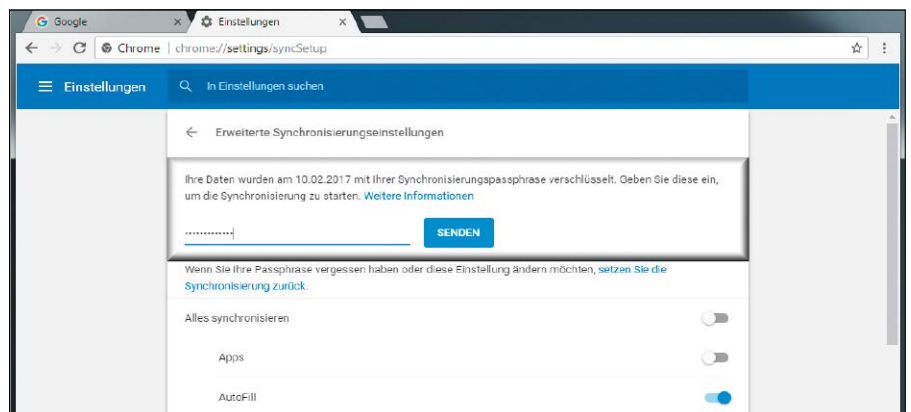 Google
Einstellungen
Chrome | chrome://settings/syncSetup
Einstellungen
In Einstellungen suchen
Erweiterte Synchronisierungseinstellungen
Ihre Daten wurden am 10.02.2017 mit Ihrer Synchronisierungspassphrase verschlüsselt. Geben Sie diese ein,
um die Synchronisierung zu starten. Weitere Informationen
SENDEN
Wenn Sie Ihre Passphrase vergessen haben oder diese Einstellung ändern möchten, setzen Sie die
Synchronisierung zurück.
Alles synchronisieren
Apps
AutoFill